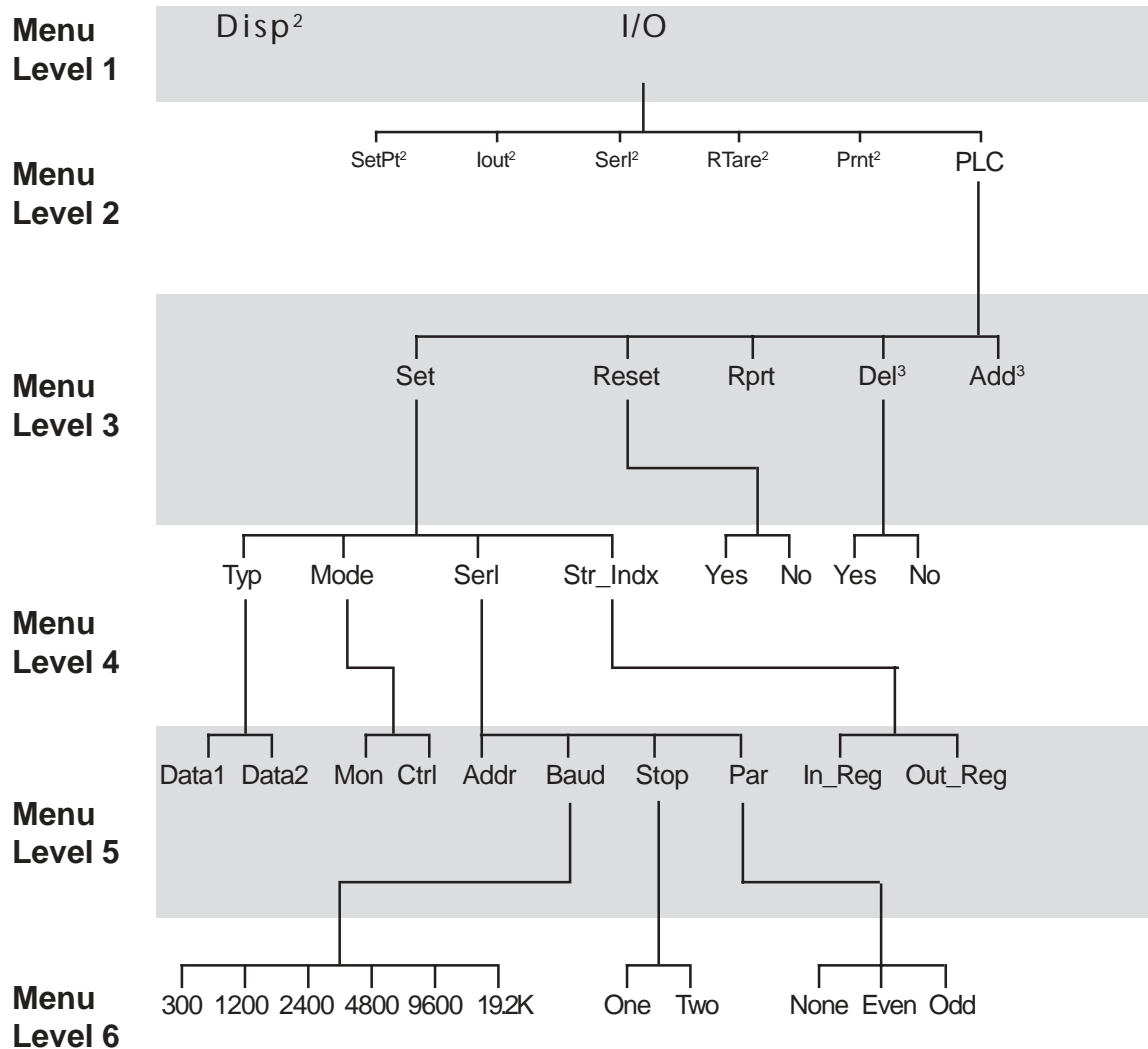 Menu
Level 1
Disp² I/O
Menu
Level 2
SetPt² Iout² Serl² RTare² Prnt² PLC
Menu
Level 3
Set Reset Rprt Del³ Add³
Typ Mode Serl Str_Indx Yes No Yes No
Menu
Level 4
Data1 Data2 Mon Ctrl Addr Baud Stop Par In_Reg Out_Reg
Menu
Level 5
300 1200 2400 4800 9600 19.2K One Two None Even Odd
Menu
Level 6